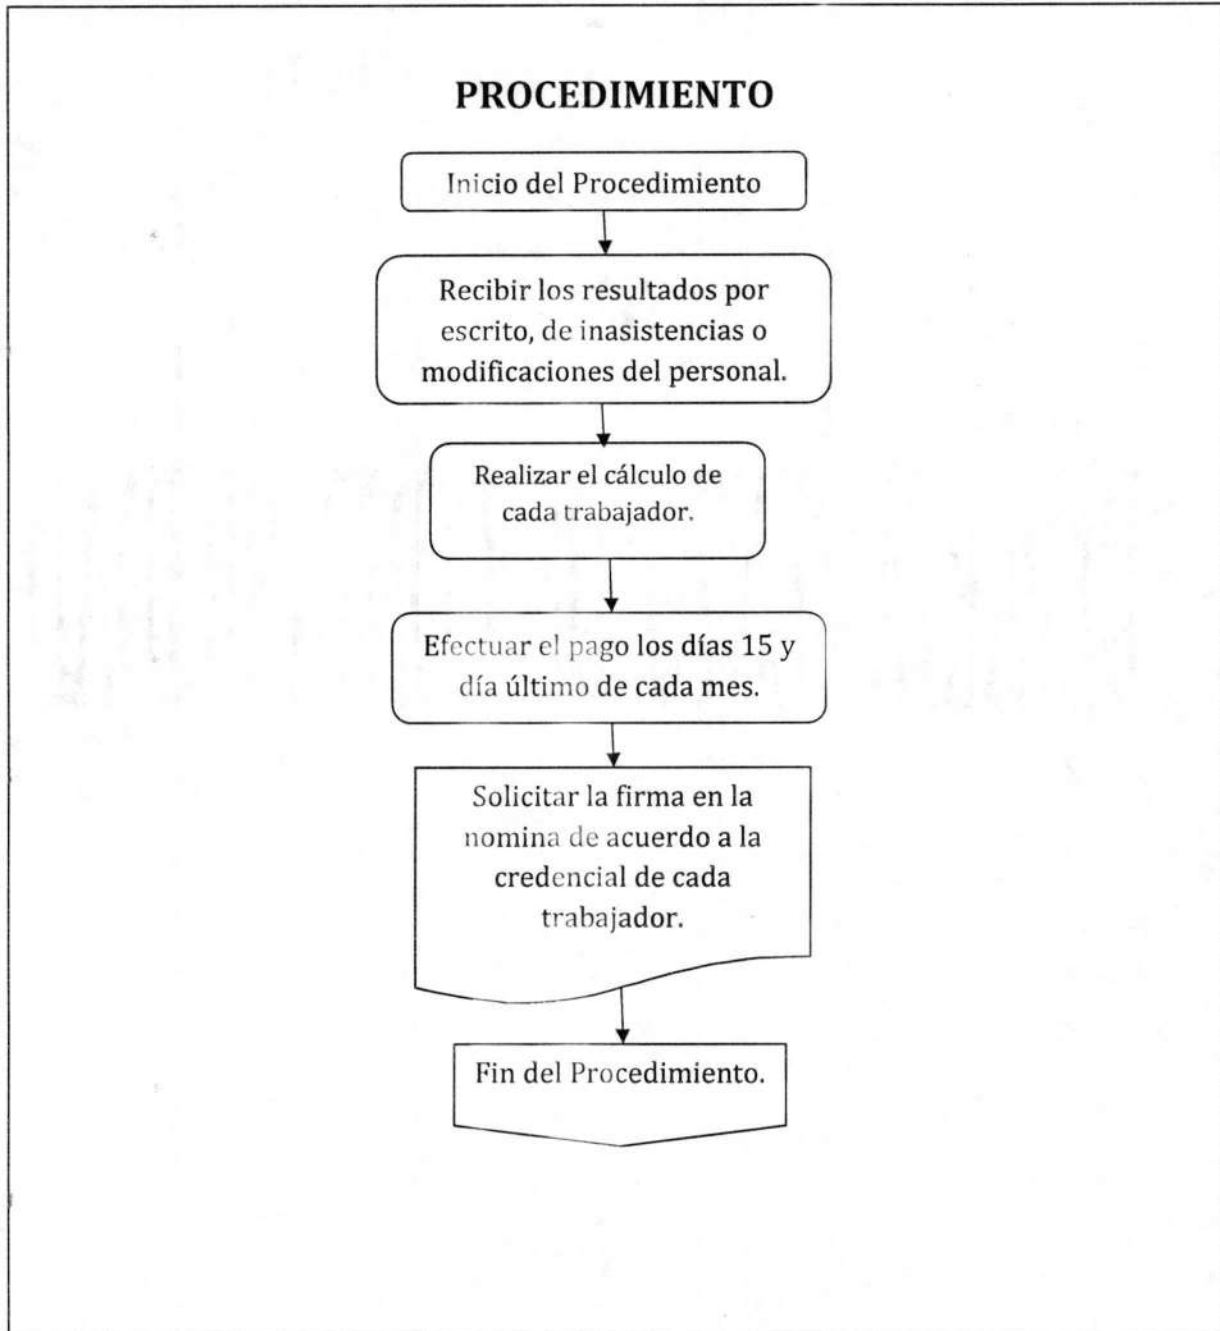 PROCEDIMIENTO
Inicio del Procedimiento
Recibir los resultados por
escrito, de inasistencias o
modificaciones del personal.
Realizar el cálculo de
cada trabajador.
Efectuar el pago los días 15 y
día último de cada mes.
Solicitar la firma en la
nomina de acuerdo a la
credencial de cada
trabajador.
Fin del Procedimiento.